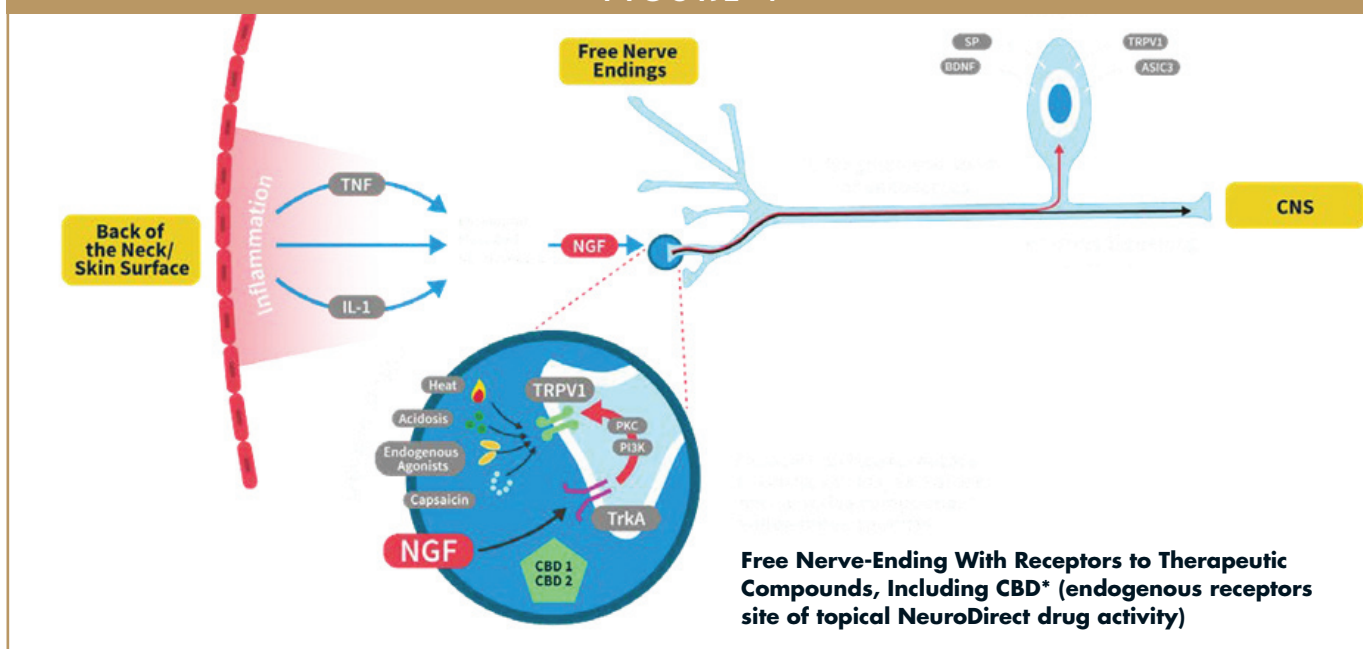 Free Nerve
Endings
SP
BDNF
TRPV1
ASIC3
Back of
the Neck/
Skin Surface
Inflammation
TNF
IL-1
NGF
CNS
Heat
Acidosis
Endogenous
Agonists
Capsaicin
TRPV1
PKC
PI3K
TrkA
NGF
CBD 1
CBD 2
Free Nerve-Ending With Receptors to Therapeutic
Compounds, Including CBD* (endogenous receptors
site of topical NeuroDirect drug activity)